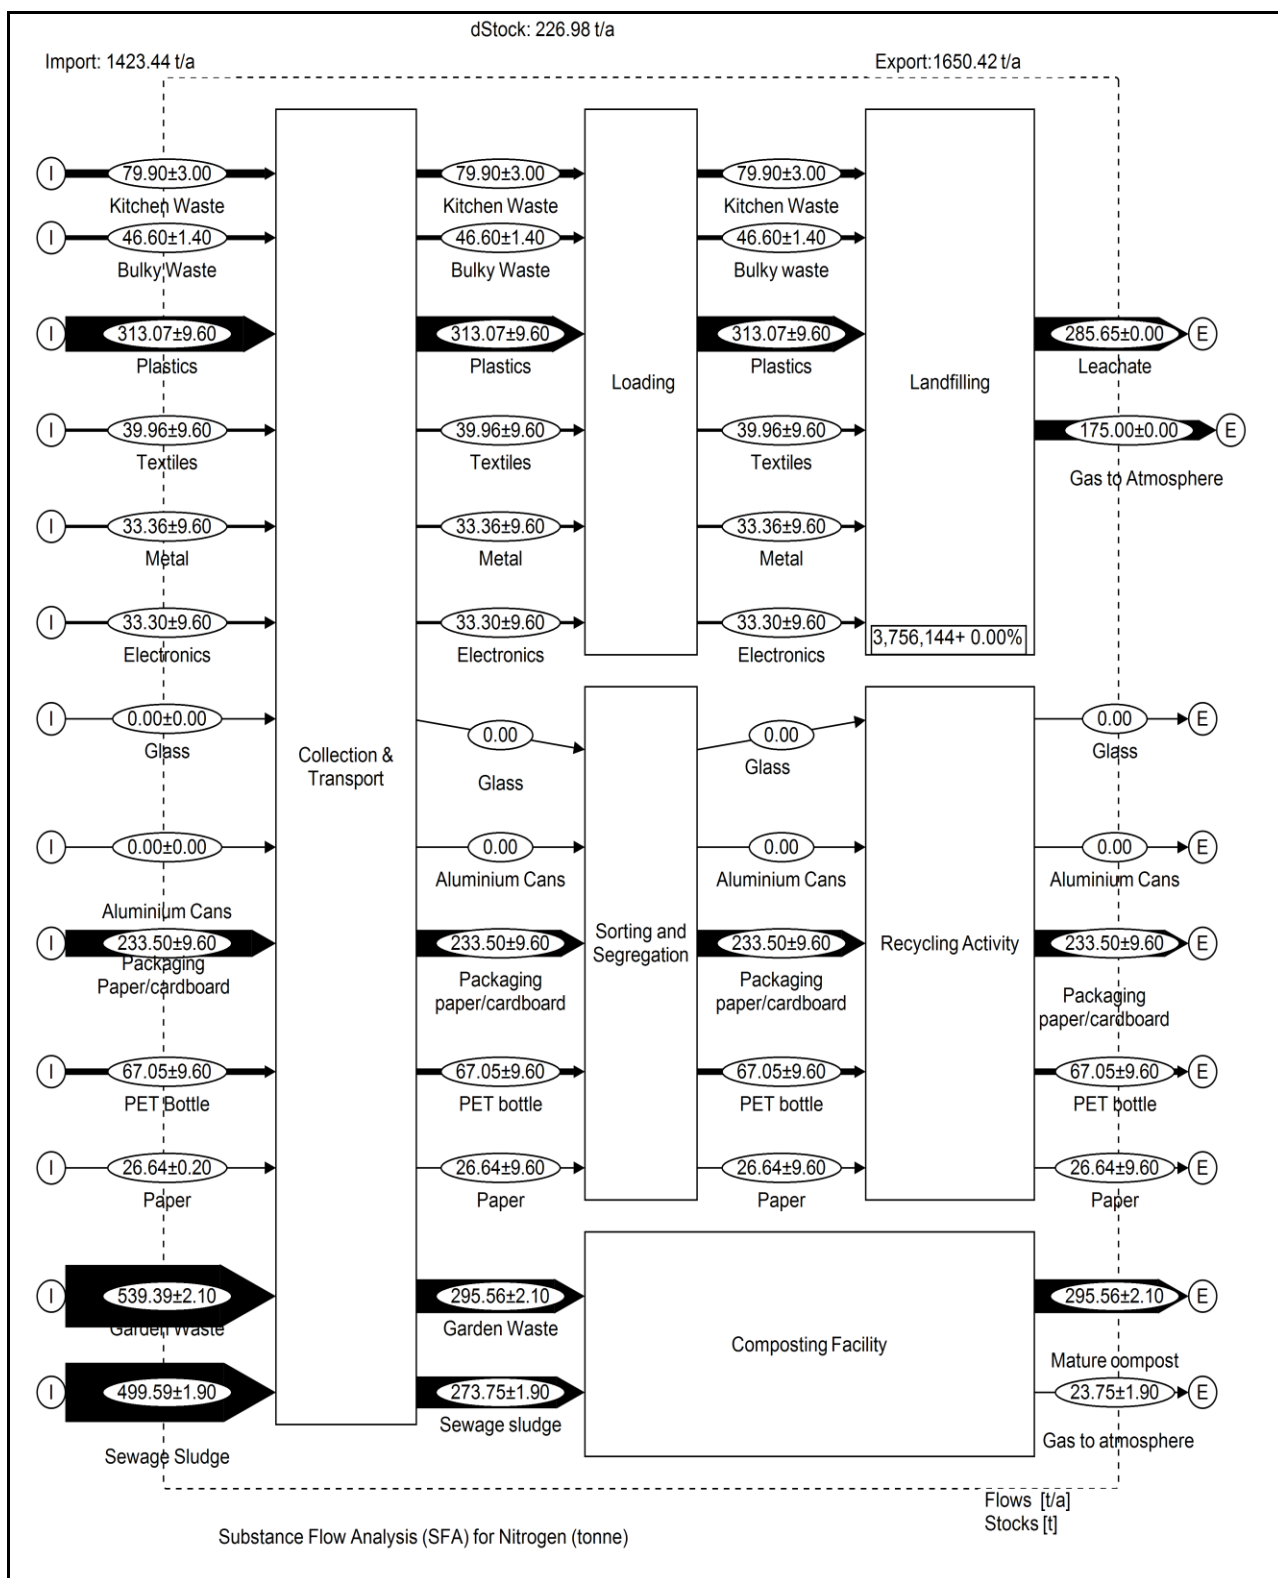 dStock: 226.98 t/a
Import: 1423.44 t/a
Export:1650.42 t/a
I 79.90±3.00 79.90±3.00 79.90±3.00
Kitchen Waste Kitchen Waste Kitchen Waste
I 46.60±1.40 46.60±1.40 46.60±1.40
Bulky Waste Bulky Waste Bulky waste
I 313.07±9.60 313.07±9.60 313.07±9.60 285.65±0.00 E
Plastics Plastics Plastics Leachate
Loading Landfilling
I 39.96±9.60 39.96±9.60 39.96±9.60 175.00±0.00 E
Textiles Textiles Textiles
Gas to Atmosphere
I 33.36±9.60 33.36±9.60 33.36±9.60
Metal Metal Metal
I 33.30±9.60 33.30±9.60 33.30±9.60
3,756,144+ 0.00%
Electronics Electronics Electronics
I 0.00±0.00 0.00 0.00 0.00 E
Glass Glass Glass Glass
Collection &
Transport
I 0.00±0.00 0.00 0.00 0.00 E
Aluminium Cans Aluminium Cans Aluminium Cans Aluminium Cans
Sorting and
Segregation
Recycling Activity
I 233.50±9.60 233.50±9.60 233.50±9.60 233.50±9.60 E
Packaging Packaging Packaging Packaging
Paper/cardboard paper/cardboard paper/cardboard paper/cardboard
I 67.05±9.60 67.05±9.60 67.05±9.60 67.05±9.60 E
PET Bottle PET bottle PET bottle PET bottle
I 26.64±0.20 26.64±9.60 26.64±9.60 26.64±9.60 E
Paper Paper Paper Paper
I 539.39±2.10 295.56±2.10 295.56±2.10 E
Garden Waste Garden Waste
Composting Facility
Mature compost
I 499.59±1.90 273.75±1.90 23.75±1.90 E
Sewage Sludge Sewage sludge Gas to atmosphere
Flows [t/a]
Stocks [t]
Substance Flow Analysis (SFA) for Nitrogen (tonne)